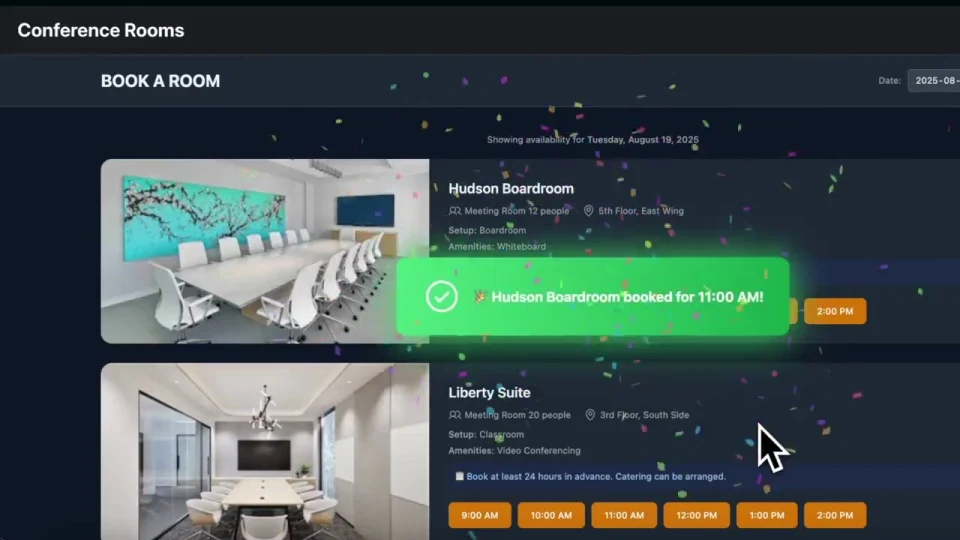 Conference Rooms
BOOK A ROOM
Date: 2025-08-
Showing availability for Tuesday, August 19, 2025
Hudson Boardroom
Meeting Room 12 people 5th Floor, East Wing
Setup: Boardroom
Amenities: Whiteboard
🎉 Hudson Boardroom booked for 11:00 AM!
2:00 PM
Liberty Suite
Meeting Room 20 people 3rd Floor, South Side
Setup: Classroom
Amenities: Video Conferencing
Book at least 24 hours in advance. Catering can be arranged.
9:00 AM 10:00 AM 11:00 AM 12:00 PM 1:00 PM 2:00 PM